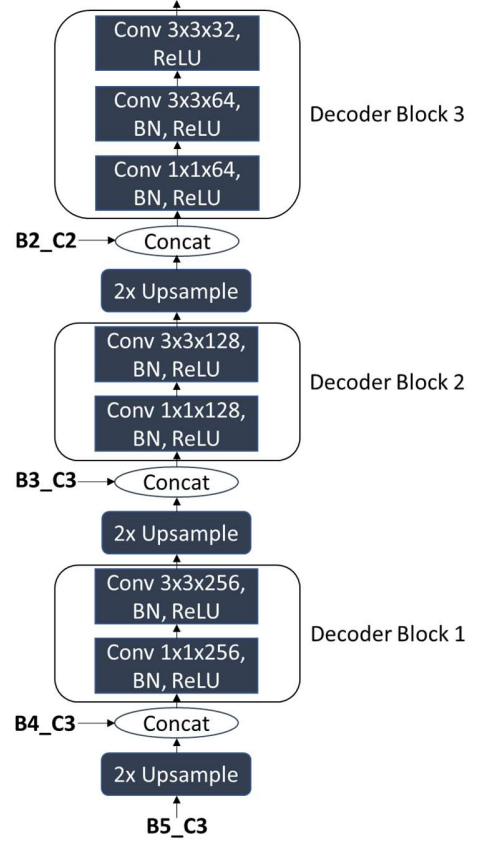 Conv 3x3x32,
ReLU
Conv 3x3x64,
BN, ReLU
Decoder Block 3
Conv 1x1x64,
BN, ReLU
B2_C2
Concat
2x Upsample
Conv 3x3x128,
BN, ReLU
Decoder Block 2
Conv 1x1x128,
BN, ReLU
B3_C3
Concat
2x Upsample
Conv 3x3x256,
BN, ReLU
Decoder Block 1
Conv 1x1x256,
BN, ReLU
B4_C3
Concat
2x Upsample
B5_C3